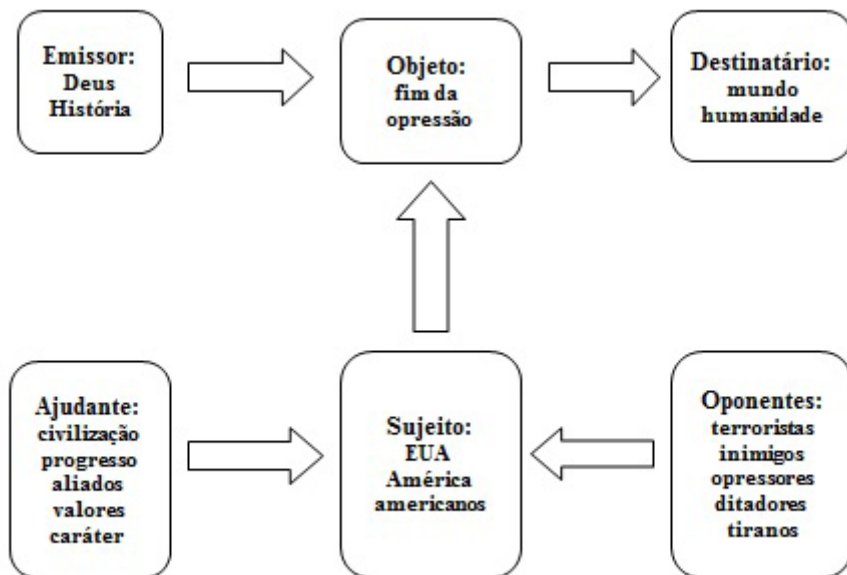 Emissor:
Deus
História
Objeto:
fim da
opressão
Destinatário:
mundo
humanidade
Ajudante:
civilização
progresso
aliados
valores
caráter
Sujeito:
EUA
América
americanos
Oponentes:
terroristas
inimigos
opressores
ditadores
tiranos